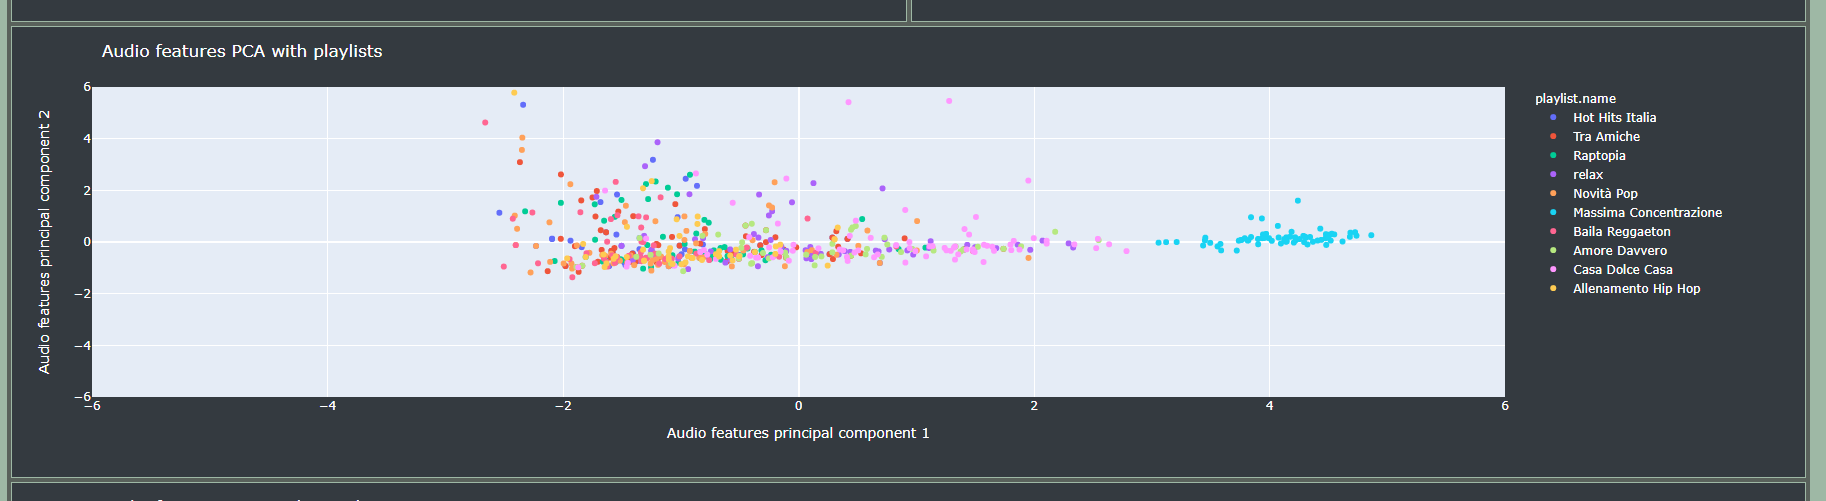 Audio features PCA with playlists
6
4
2
0
−2
−4
−6
Audio features principal component 2
−6
−4
−2
0
2
4
6
Audio features principal component 1
playlist.name
Hot Hits Italia
Tra Amiche
Raptopia
relax
Novità Pop
Massima Concentrazione
Baila Reggaeton
Amore Davvero
Casa Dolce Casa
Allenamento Hip Hop